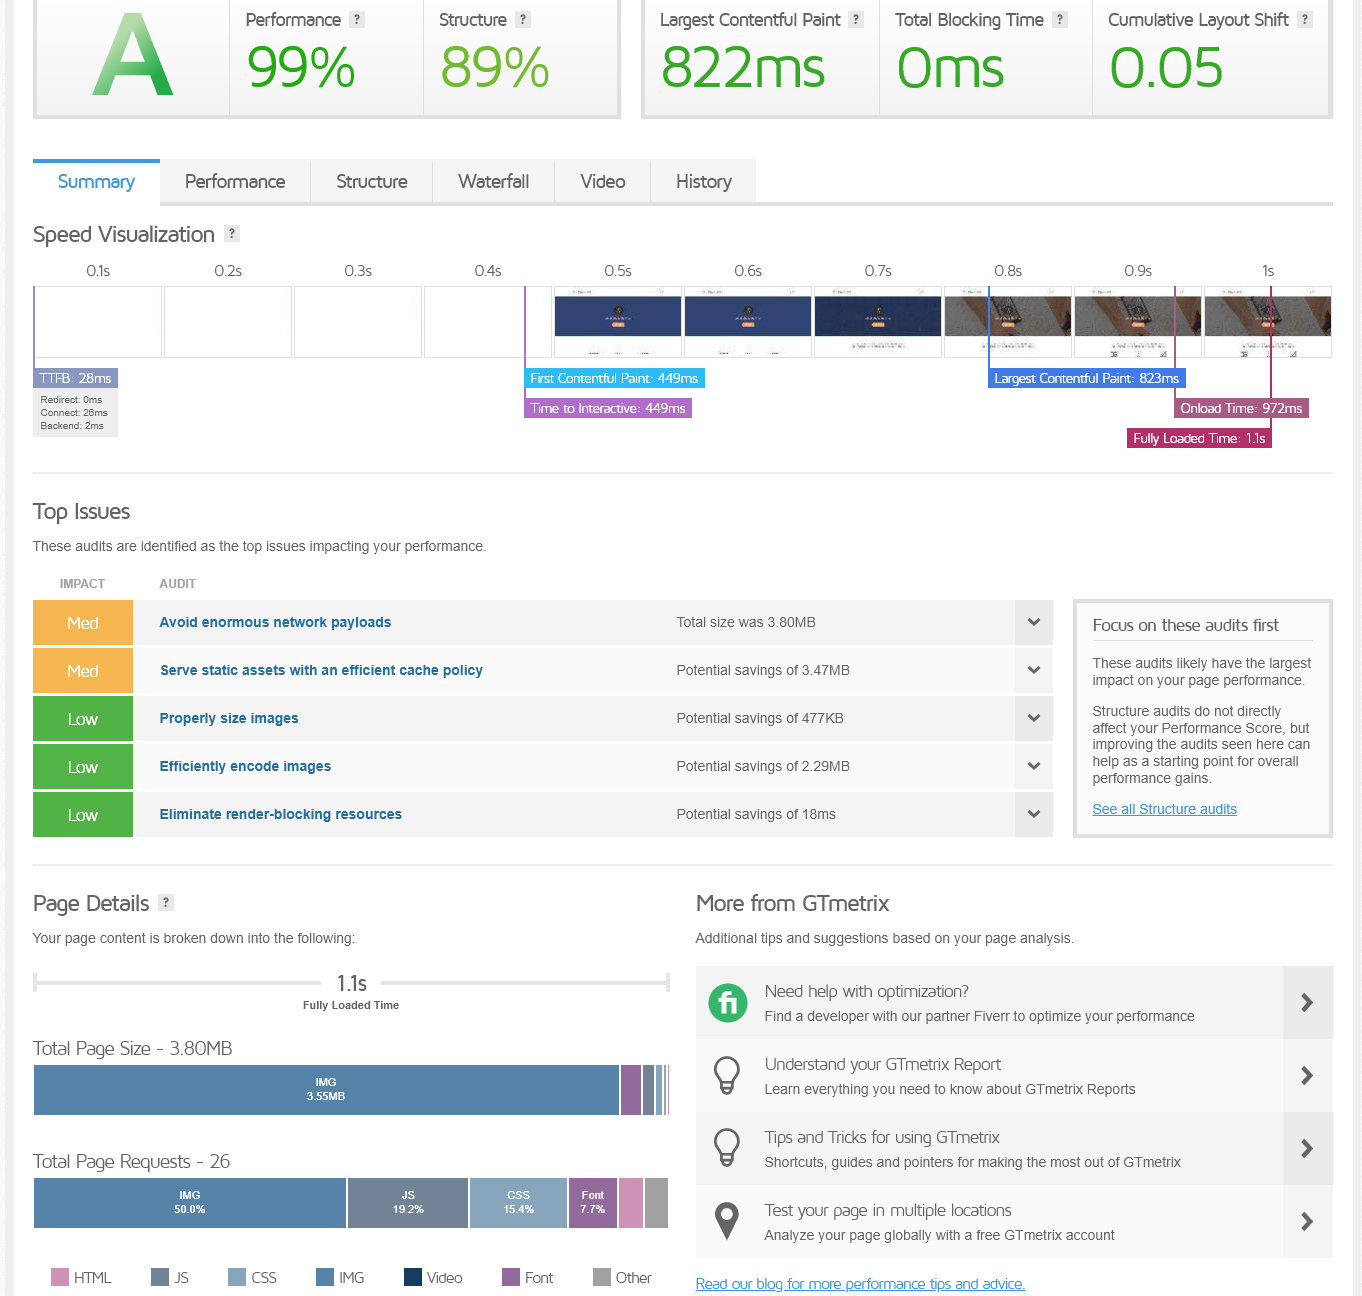 A
Performance ?
99%
Structure ?
89%
Largest Contentful Paint ?
822ms
Total Blocking Time ?
0ms
Cumulative Layout Shift ?
0.05
Summary
Performance
Structure
Waterfall
Video
History
Speed Visualization ?
0.1s
0.2s
0.3s
0.4s
0.5s
0.6s
0.7s
0.8s
0.9s
1s
TTFB: 28ms
Redirect: 0ms
Connect: 26ms
Backend: 2ms
First Contentful Paint: 449ms
Time to Interactive: 449ms
Largest Contentful Paint: 823ms
Onload Time: 972ms
Fully Loaded Time: 1.1s
Top Issues
These audits are identified as the top issues impacting your performance.
IMPACT
AUDIT
Med
Avoid enormous network payloads
Total size was 3.80MB
Med
Serve static assets with an efficient cache policy
Potential savings of 3.47MB
Low
Properly size images
Potential savings of 477KB
Low
Efficiently encode images
Potential savings of 2.29MB
Low
Eliminate render-blocking resources
Potential savings of 18ms
Focus on these audits first
These audits likely have the largest
impact on your page performance.
Structure audits do not directly
affect your Performance Score, but
improving the audits seen here can
help as a starting point for overall
performance gains.
See all Structure audits
Page Details ?
Your page content is broken down into the following:
1.1s
Fully Loaded Time
Total Page Size - 3.80MB
IMG
3.55MB
Total Page Requests - 26
IMG
50.0%
JS
19.2%
CSS
15.4%
Font
7.7%
HTML
JS
CSS
IMG
Video
Font
Other
More from GTmetrix
Additional tips and suggestions based on your page analysis.
fi
Need help with optimization?
Find a developer with our partner Fiverr to optimize your performance
Understand your GTmetrix Report
Learn everything you need to know about GTmetrix Reports
Tips and Tricks for using GTmetrix
Shortcuts, guides and pointers for making the most out of GTmetrix
Test your page in multiple locations
Analyze your page globally with a free GTmetrix account
Read our blog for more performance tips and advice.